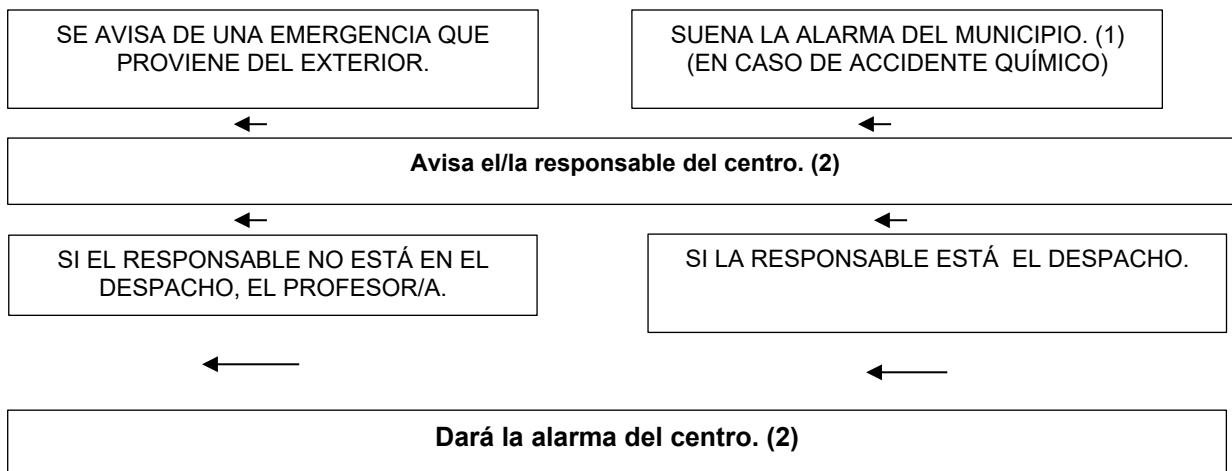 SE AVISA DE UNA EMERGENCIA QUE
PROVIENE DEL EXTERIOR.
SUENA LA ALARMA DEL MUNICIPIO. (1)
(EN CASO DE ACCIDENTE QUÍMICO)
Avisa el/la responsable del centro. (2)
SI EL RESPONSABLE NO ESTÁ EN EL
DESPACHO, EL PROFESOR/A.
SI LA RESPONSABLE ESTÁ  EL DESPACHO.
Dará la alarma del centro. (2)